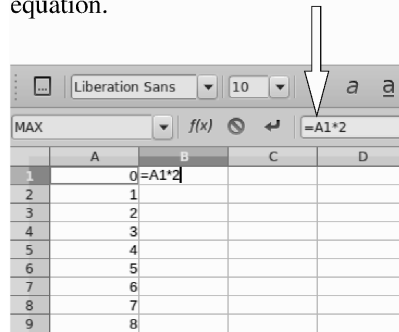 equation.
... Liberation Sans 10 a a
MAX f(x) =A1*2
A B C D
1 0 =A1*2
2 1
3 2
4 3
5 4
6 5
7 6
8 7
9 8